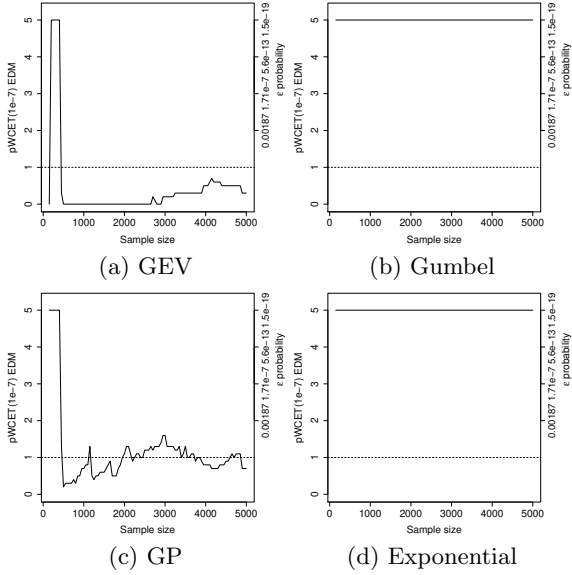 5
4
3
2
1
0
pWCET(1e-7) EDM
0.00187 1.71e-7 5.6e-13 1.5e-19
ε probability
0 1000 2000 3000 4000 5000
Sample size
(a) GEV
5
4
3
2
1
0
pWCET(1e-7) EDM
0.00187 1.71e-7 5.6e-13 1.5e-19
ε probability
0 1000 2000 3000 4000 5000
Sample size
(b) Gumbel
5
4
3
2
1
0
pWCET(1e-7) EDM
0.00187 1.71e-7 5.6e-13 1.5e-19
ε probability
0 1000 2000 3000 4000 5000
Sample size
(c) GP
5
4
3
2
1
0
pWCET(1e-7) EDM
0.00187 1.71e-7 5.6e-13 1.5e-19
ε probability
0 1000 2000 3000 4000 5000
Sample size
(d) Exponential